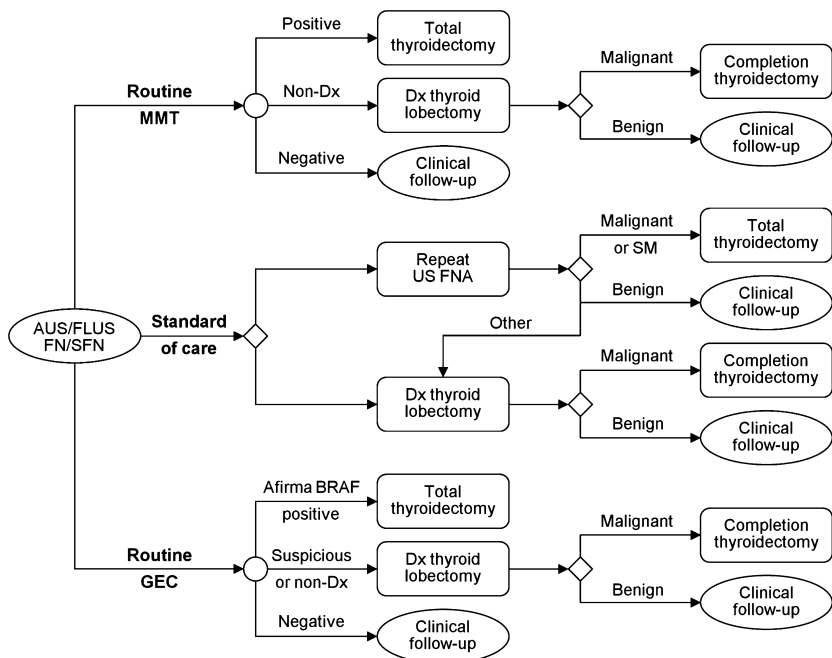 Positive
Total
thyroidectomy
Routine
MMT
Non-Dx
Dx thyroid
lobectomy
Malignant
Completion
thyroidectomy
Benign
Clinical
follow-up
Negative
Clinical
follow-up
AUS/FLUS
FN/SFN
Standard
of care
Repeat
US FNA
Malignant
or SM
Total
thyroidectomy
Benign
Clinical
follow-up
Other
Dx thyroid
lobectomy
Malignant
Completion
thyroidectomy
Benign
Clinical
follow-up
Routine
GEC
Afirma BRAF
positive
Total
thyroidectomy
Suspicious
or non-Dx
Dx thyroid
lobectomy
Malignant
Completion
thyroidectomy
Benign
Clinical
follow-up
Negative
Clinical
follow-up